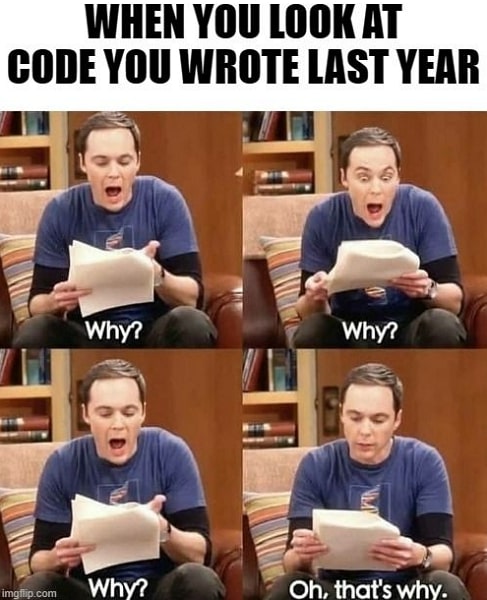 WHEN YOU LOOK AT
CODE YOU WROTE LAST YEAR
Why?
Why?
Why?
Oh, that's why.
imgflip.com